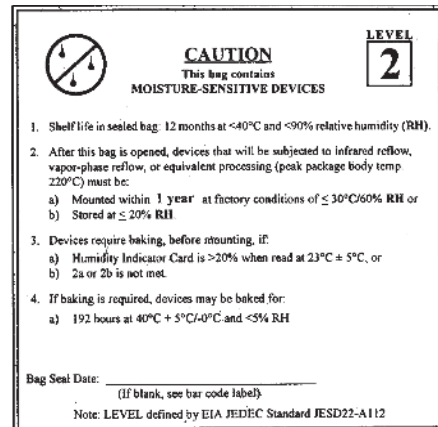 LEVEL
2
CAUTION
This bag contains
MOISTURE-SENSITIVE DEVICES
1. Shelf life in sealed bag: 12 months at <40°C and <90% relative humidity (RH).
2. After this bag is opened, devices that will be subjected to infrared reflow,
vapor-phase reflow, or equivalent processing (peak package body temp
220°C) must be:
a) Mounted within 1 year at factory conditions of ≤ 30°C/60% RH or
b) Stored at ≤ 20% RH.
3. Devices require baking, before mounting, if:
a) Humidity Indicator Card is >20% when read at 23°C ± 5°C, or
b) 2a or 2b is not met.
4. If baking is required, devices may be baked for:
a) 192 hours at 40°C + 5°C/-0°C and <5% RH
Bag Seal Date:
(If blank, see bar code label)
Note: LEVEL defined by EIA JEDEC Standard JESD22-A112